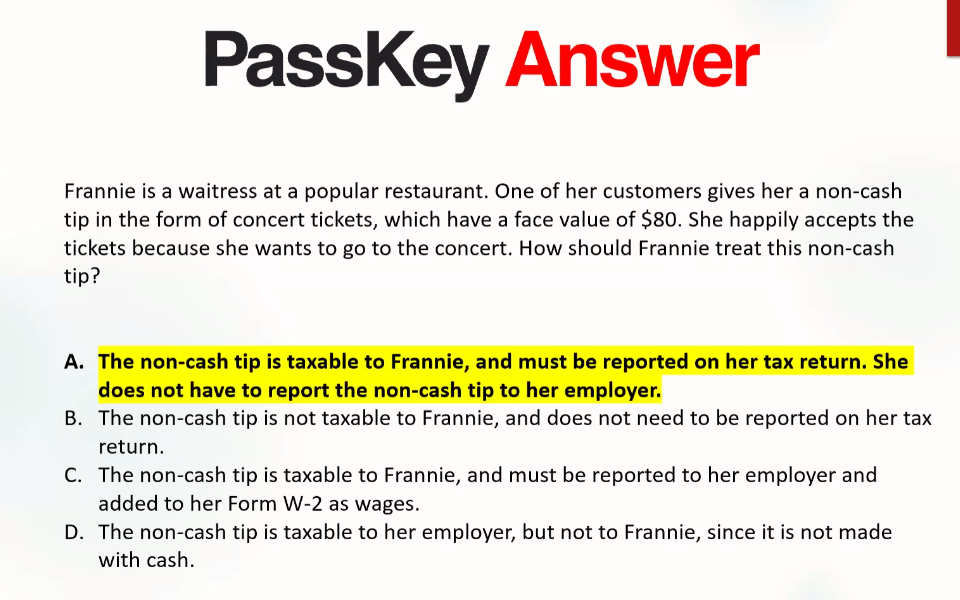 PassKey Answer
Frannie is a waitress at a popular restaurant. One of her customers gives her a non-cash
tip in the form of concert tickets, which have a face value of $80. She happily accepts the
tickets because she wants to go to the concert. How should Frannie treat this non-cash
tip?
A. The non-cash tip is taxable to Frannie, and must be reported on her tax return. She
does not have to report the non-cash tip to her employer.
B. The non-cash tip is not taxable to Frannie, and does not need to be reported on her tax
return.
C. The non-cash tip is taxable to Frannie, and must be reported to her employer and
added to her Form W-2 as wages.
D. The non-cash tip is taxable to her employer, but not to Frannie, since it is not made
with cash.